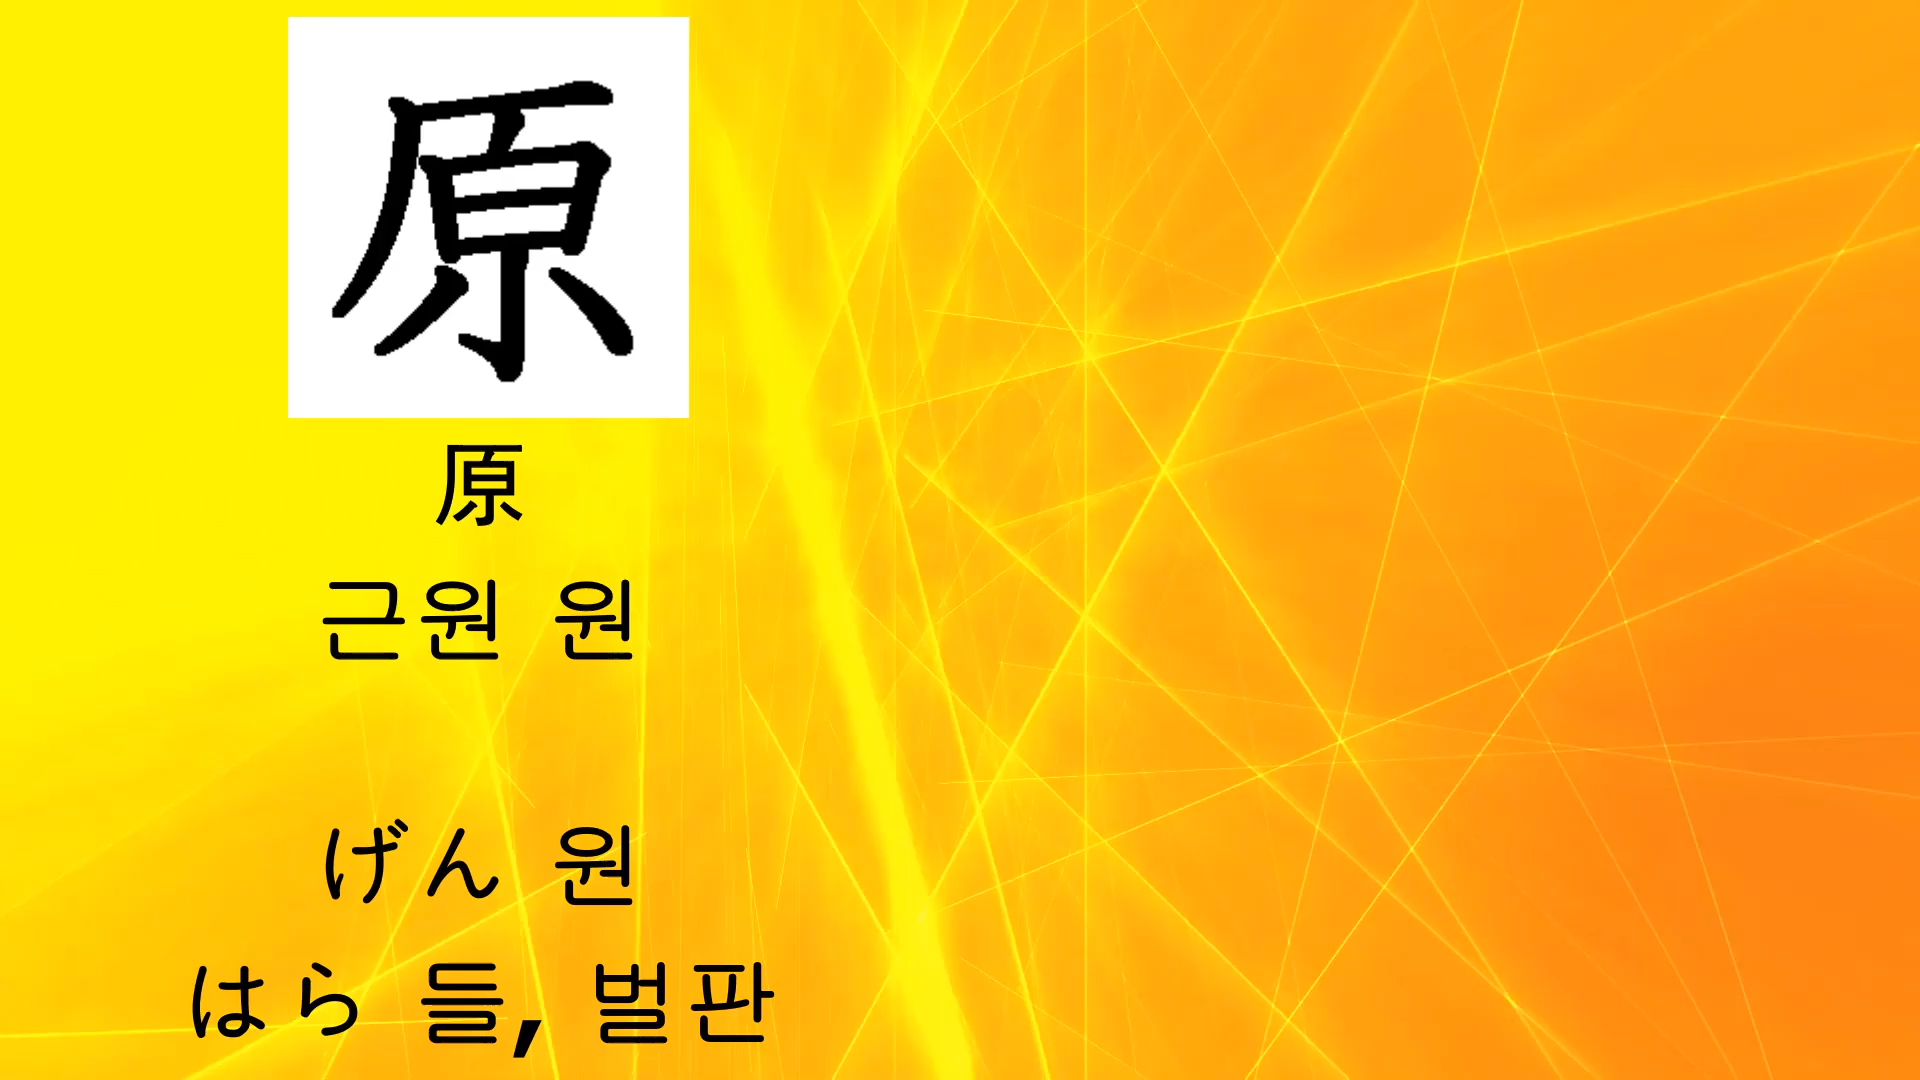 原
原
근원 원
げん 원
はら 들, 벌판